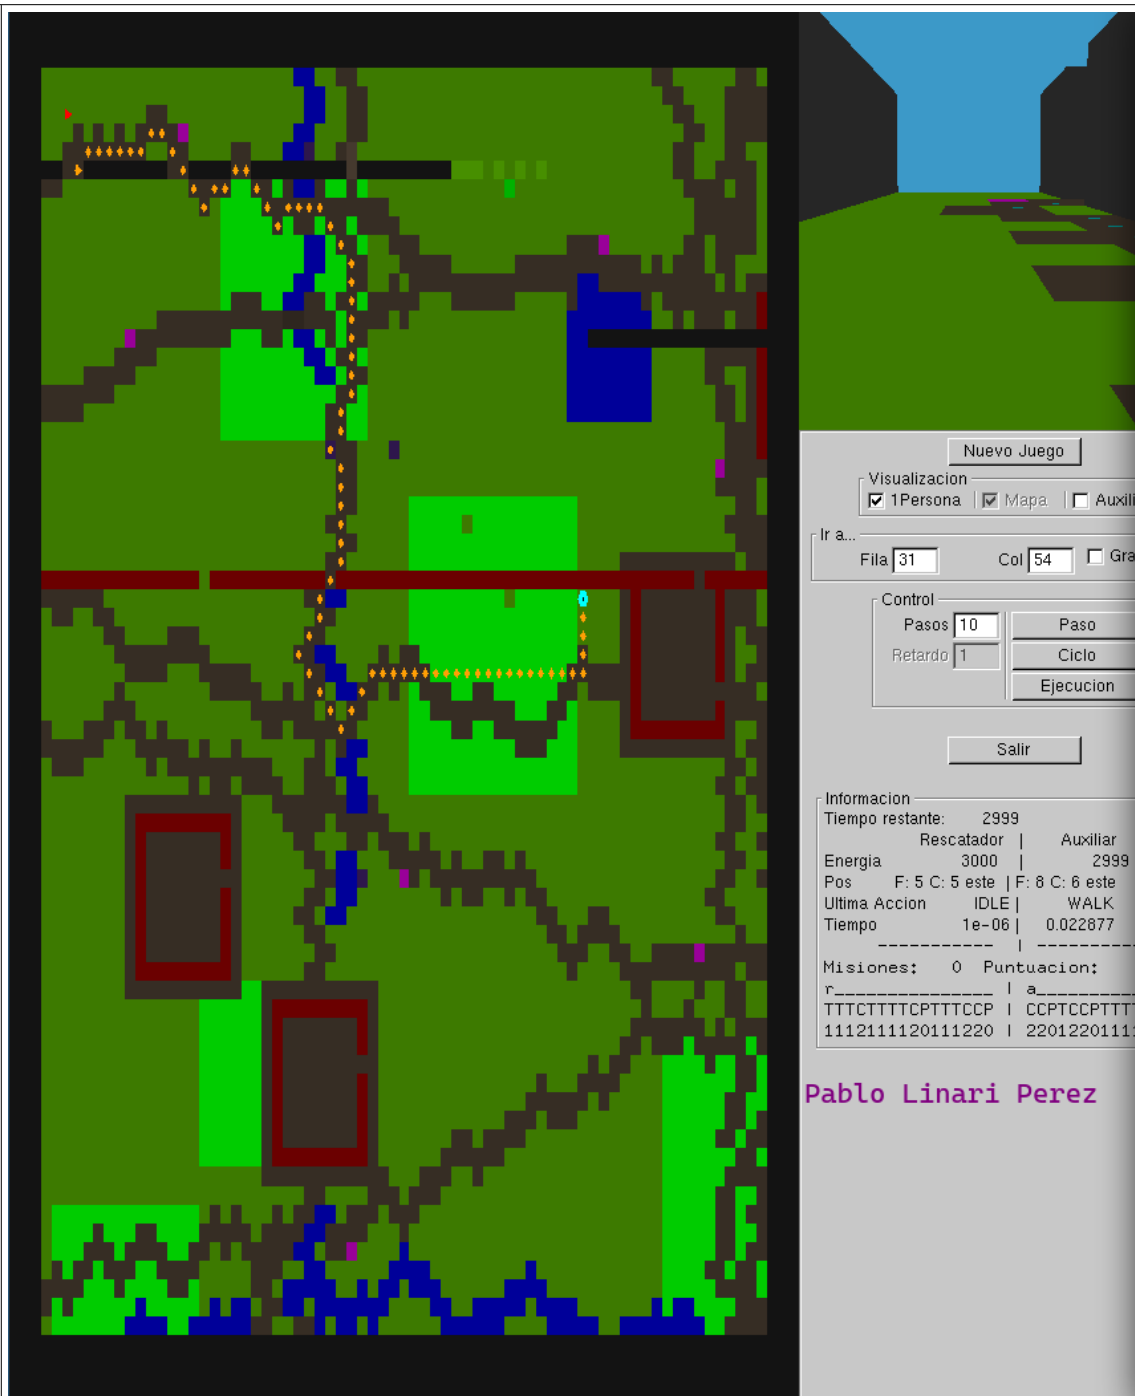 Nuevo Juego
Visualizacion
1Persona | Mapa | Auxili
Ir a...
Fila 31 Col 54 Gra
Control
Pasos 10 Paso
Retardo 1 Ciclo
Ejecucion
Salir
Informacion
Tiempo restante: 2999
Rescatador | Auxiliar
Energia 3000 | 2999
Pos F: 5 C: 5 este | F: 8 C: 6 este
Ultima Accion IDLE | WALK
Tiempo 1e-06 | 0.022877
------------ | ----------
Misiones: 0 Puntuacion:
r_______________ | a__________
TTTCTTTTCPTTTCCP | CCPTCCPTTT
1112111120111220 | 2201220111
Pablo Linari Perez